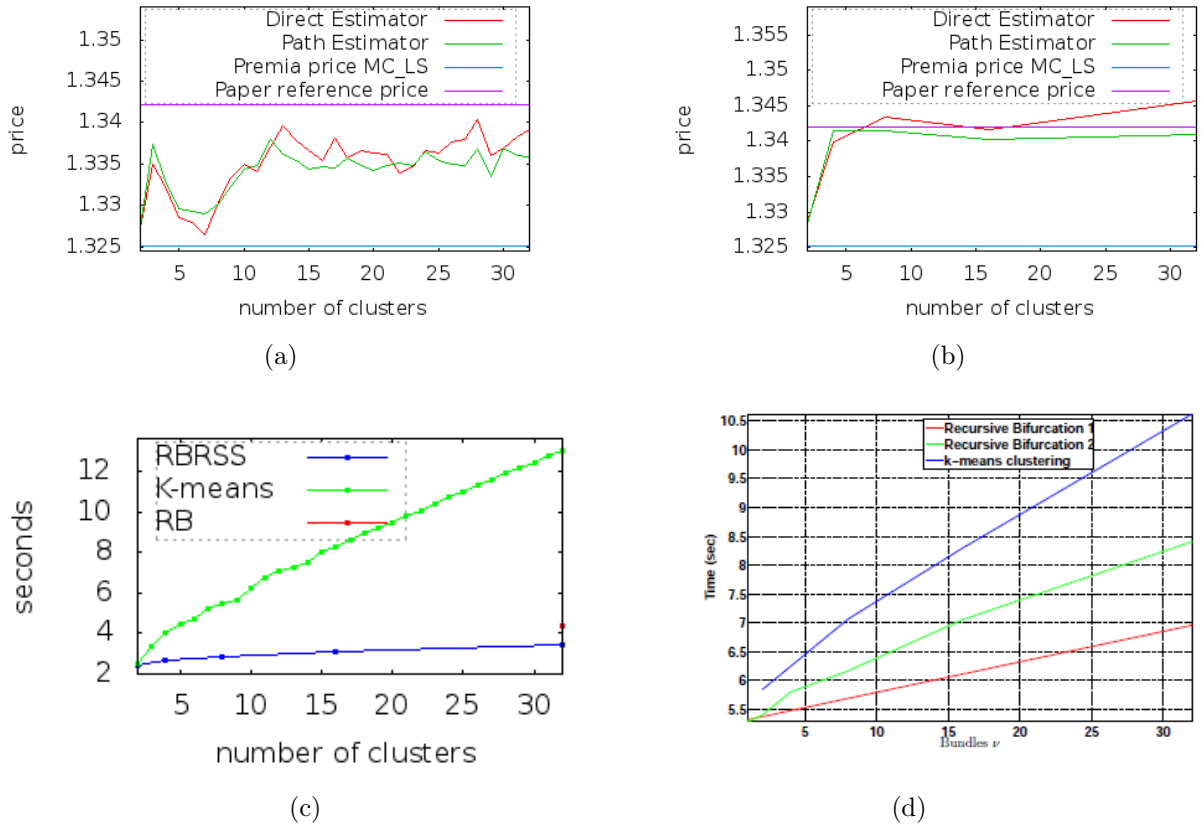 Direct Estimator
Path Estimator
Premia price MC_LS
Paper reference price
1.35
1.345
1.34
1.335
1.33
1.325
price
5 10 15 20 25 30
number of clusters
(a)
Direct Estimator
Path Estimator
Premia price MC_LS
Paper reference price
1.355
1.35
1.345
1.34
1.335
1.33
1.325
price
5 10 15 20 25 30
number of clusters
(b)
RBRSS
K-means
RB
12
10
8
6
4
2
seconds
5 10 15 20 25 30
number of clusters
(c)
Recursive Bifurcation 1
Recursive Bifurcation 2
k-means clustering
10.5
10
9.5
9
8.5
8
7.5
7
6.5
6
5.5
Time (sec)
5 10 15 20 25 30
Bundles ν
(d)